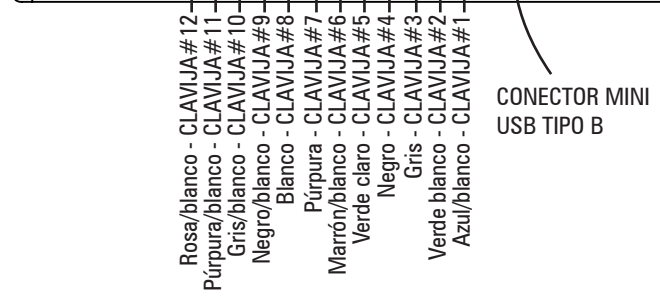 Rosa/blanco - CLAVIJA#12
Púrpura/blanco - CLAVIJA#11
Gris/blanco - CLAVIJA#10
Negro/blanco - CLAVIJA#9
Blanco - CLAVIJA#8
Púrpura - CLAVIJA#7
Marrón/blanco - CLAVIJA#6
Verde claro - CLAVIJA#5
Negro - CLAVIJA#4
Gris - CLAVIJA#3
Verde blanco - CLAVIJA#2
Azul/blanco - CLAVIJA#1
CONECTOR MINI
USB TIPO B